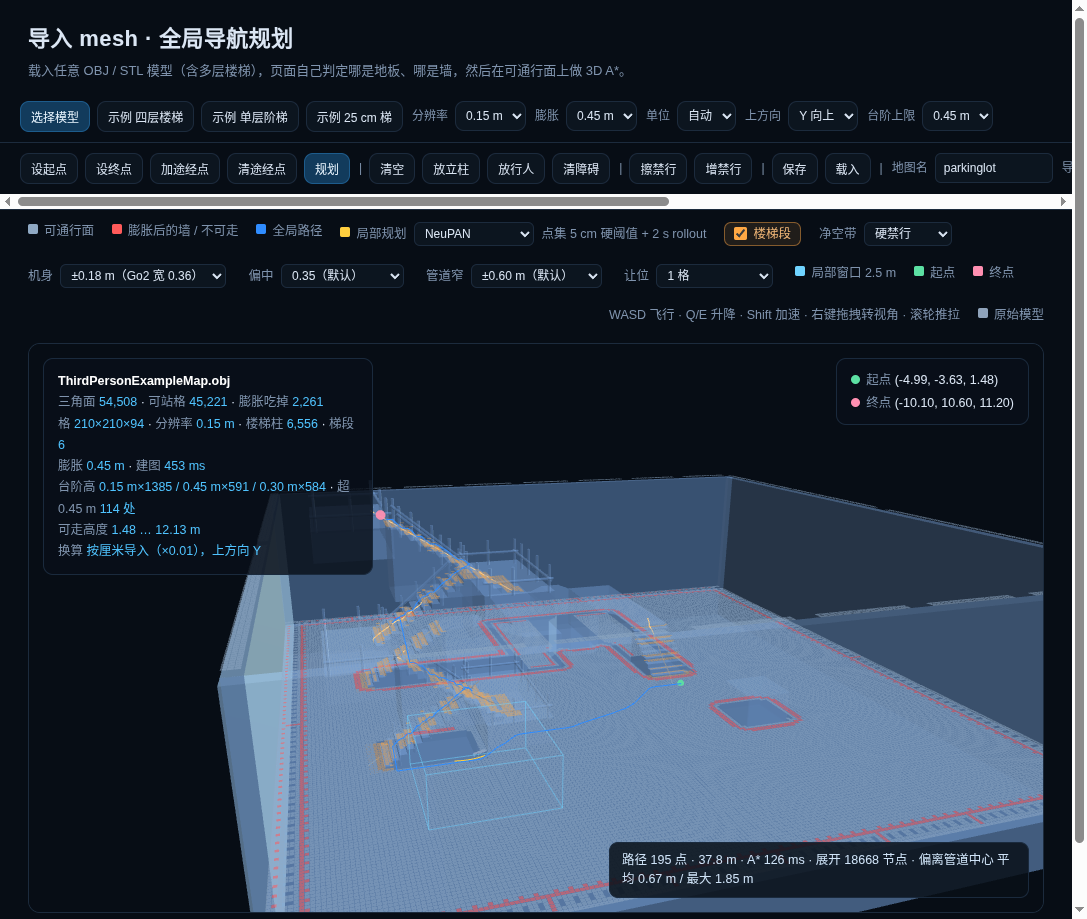 导入 mesh · 全局导航规划
载入任意 OBJ / STL 模型（含多层楼梯），页面自己判定哪是地板、哪是墙，然后在可通行面上做 3D A*。
选择模型 示例 四层楼梯 示例 单层阶梯 示例 25 cm 梯 分辨率 0.15 m 膨胀 0.45 m 单位 自动 上方向 Y 向上 台阶上限 0.45 m
设起点 设终点 加途经点 清途经点 规划 | 清空 放立柱 放行人 清障碍 | 擦禁行 增禁行 | 保存 载入 | 地图名 parkinglot 导
可通行面 膨胀后的墙 / 不可走 全局路径 局部规划 NeuPAN 点集 5 cm 硬阈值 + 2 s rollout 楼梯段 净空带 硬禁行
机身 ±0.18 m（Go2 宽 0.36） 偏中 0.35（默认） 管道窄 ±0.60 m（默认） 让位 1 格 局部窗口 2.5 m 起点 终点
WASD 飞行 · Q/E 升降 · Shift 加速 · 右键拖拽转视角 · 滚轮推拉 原始模型
ThirdPersonExampleMap.obj
三角面 54,508 · 可站格 45,221 · 膨胀吃掉 2,261
格 210×210×94 · 分辨率 0.15 m · 楼梯柱 6,556 · 梯段
6
膨胀 0.45 m · 建图 453 ms
台阶高 0.15 m×1385 / 0.45 m×591 / 0.30 m×584 · 超
0.45 m 114 处
可走高度 1.48 … 12.13 m
换算 按厘米导入（×0.01），上方向 Y
起点 (-4.99, -3.63, 1.48)
终点 (-10.10, 10.60, 11.20)
路径 195 点 · 37.8 m · A* 126 ms · 展开 18668 节点 · 偏离管道中心 平
均 0.67 m / 最大 1.85 m